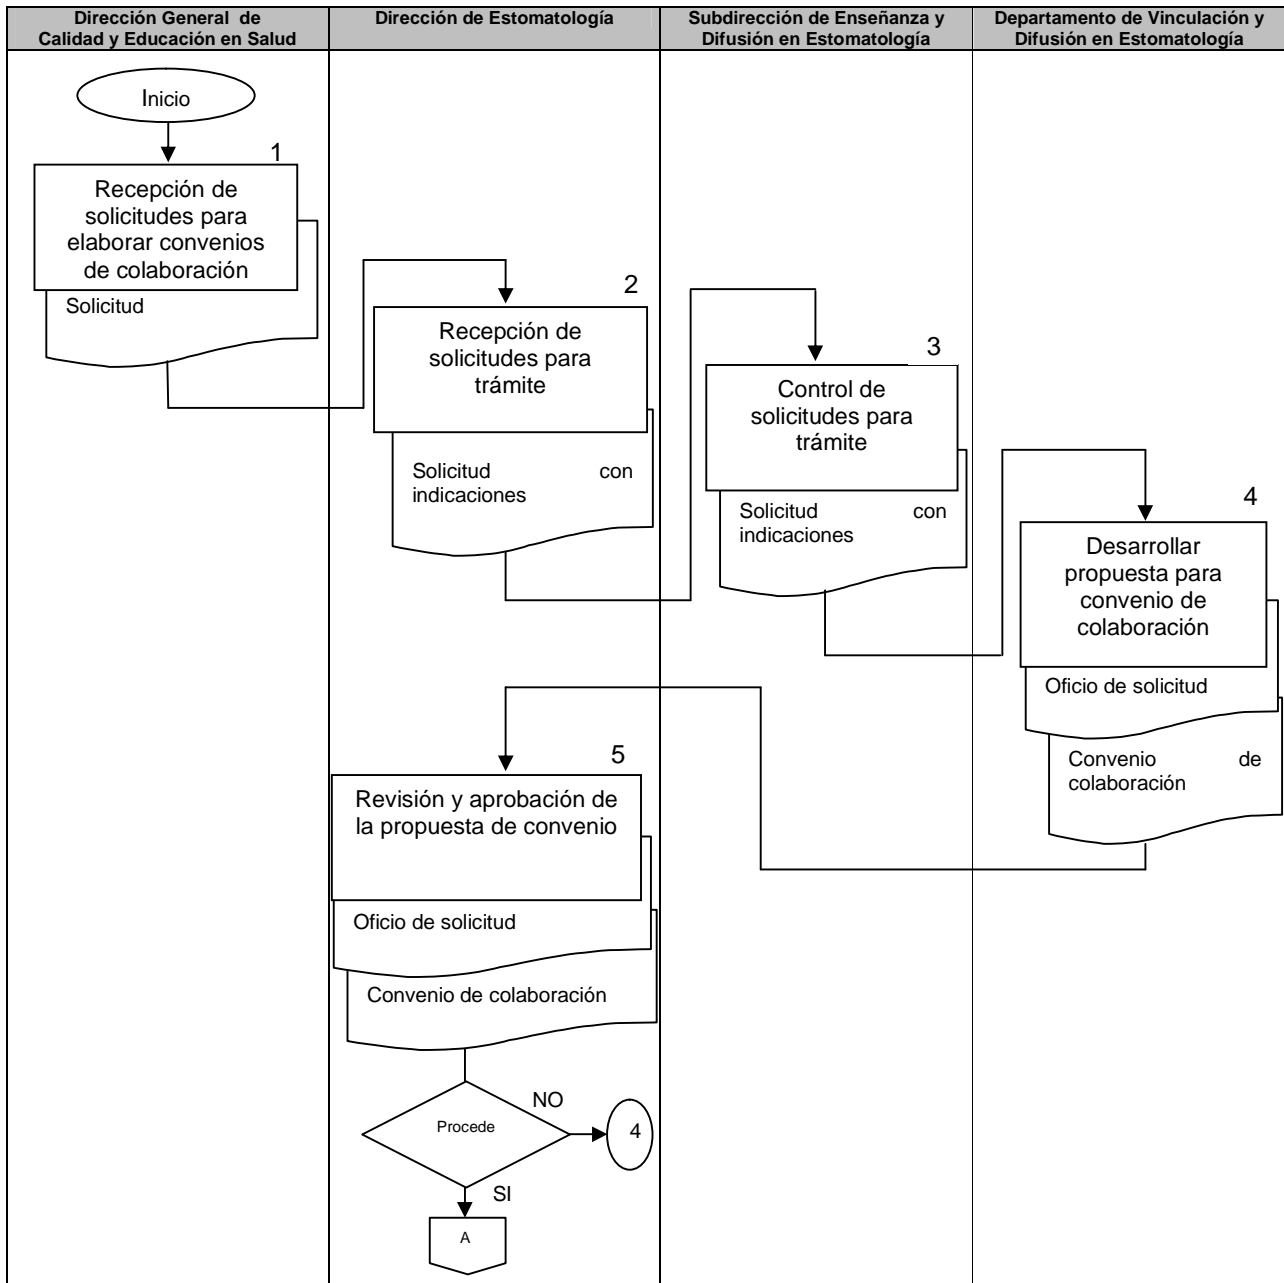 Dirección General de
Calidad y Educación en Salud
Dirección de Estomatología
Subdirección de Enseñanza y
Difusión en Estomatología
Departamento de Vinculación y
Difusión en Estomatología
Inicio
1
Recepción de
solicitudes para
elaborar convenios
de colaboración
Solicitud
2
Recepción de
solicitudes para
trámite
Solicitud con
indicaciones
3
Control de
solicitudes para
trámite
Solicitud con
indicaciones
4
Desarrollar
propuesta para
convenio de
colaboración
Oficio de solicitud
Convenio de
colaboración
5
Revisión y aprobación de
la propuesta de convenio
Oficio de solicitud
Convenio de colaboración
Procede
NO
4
SI
A